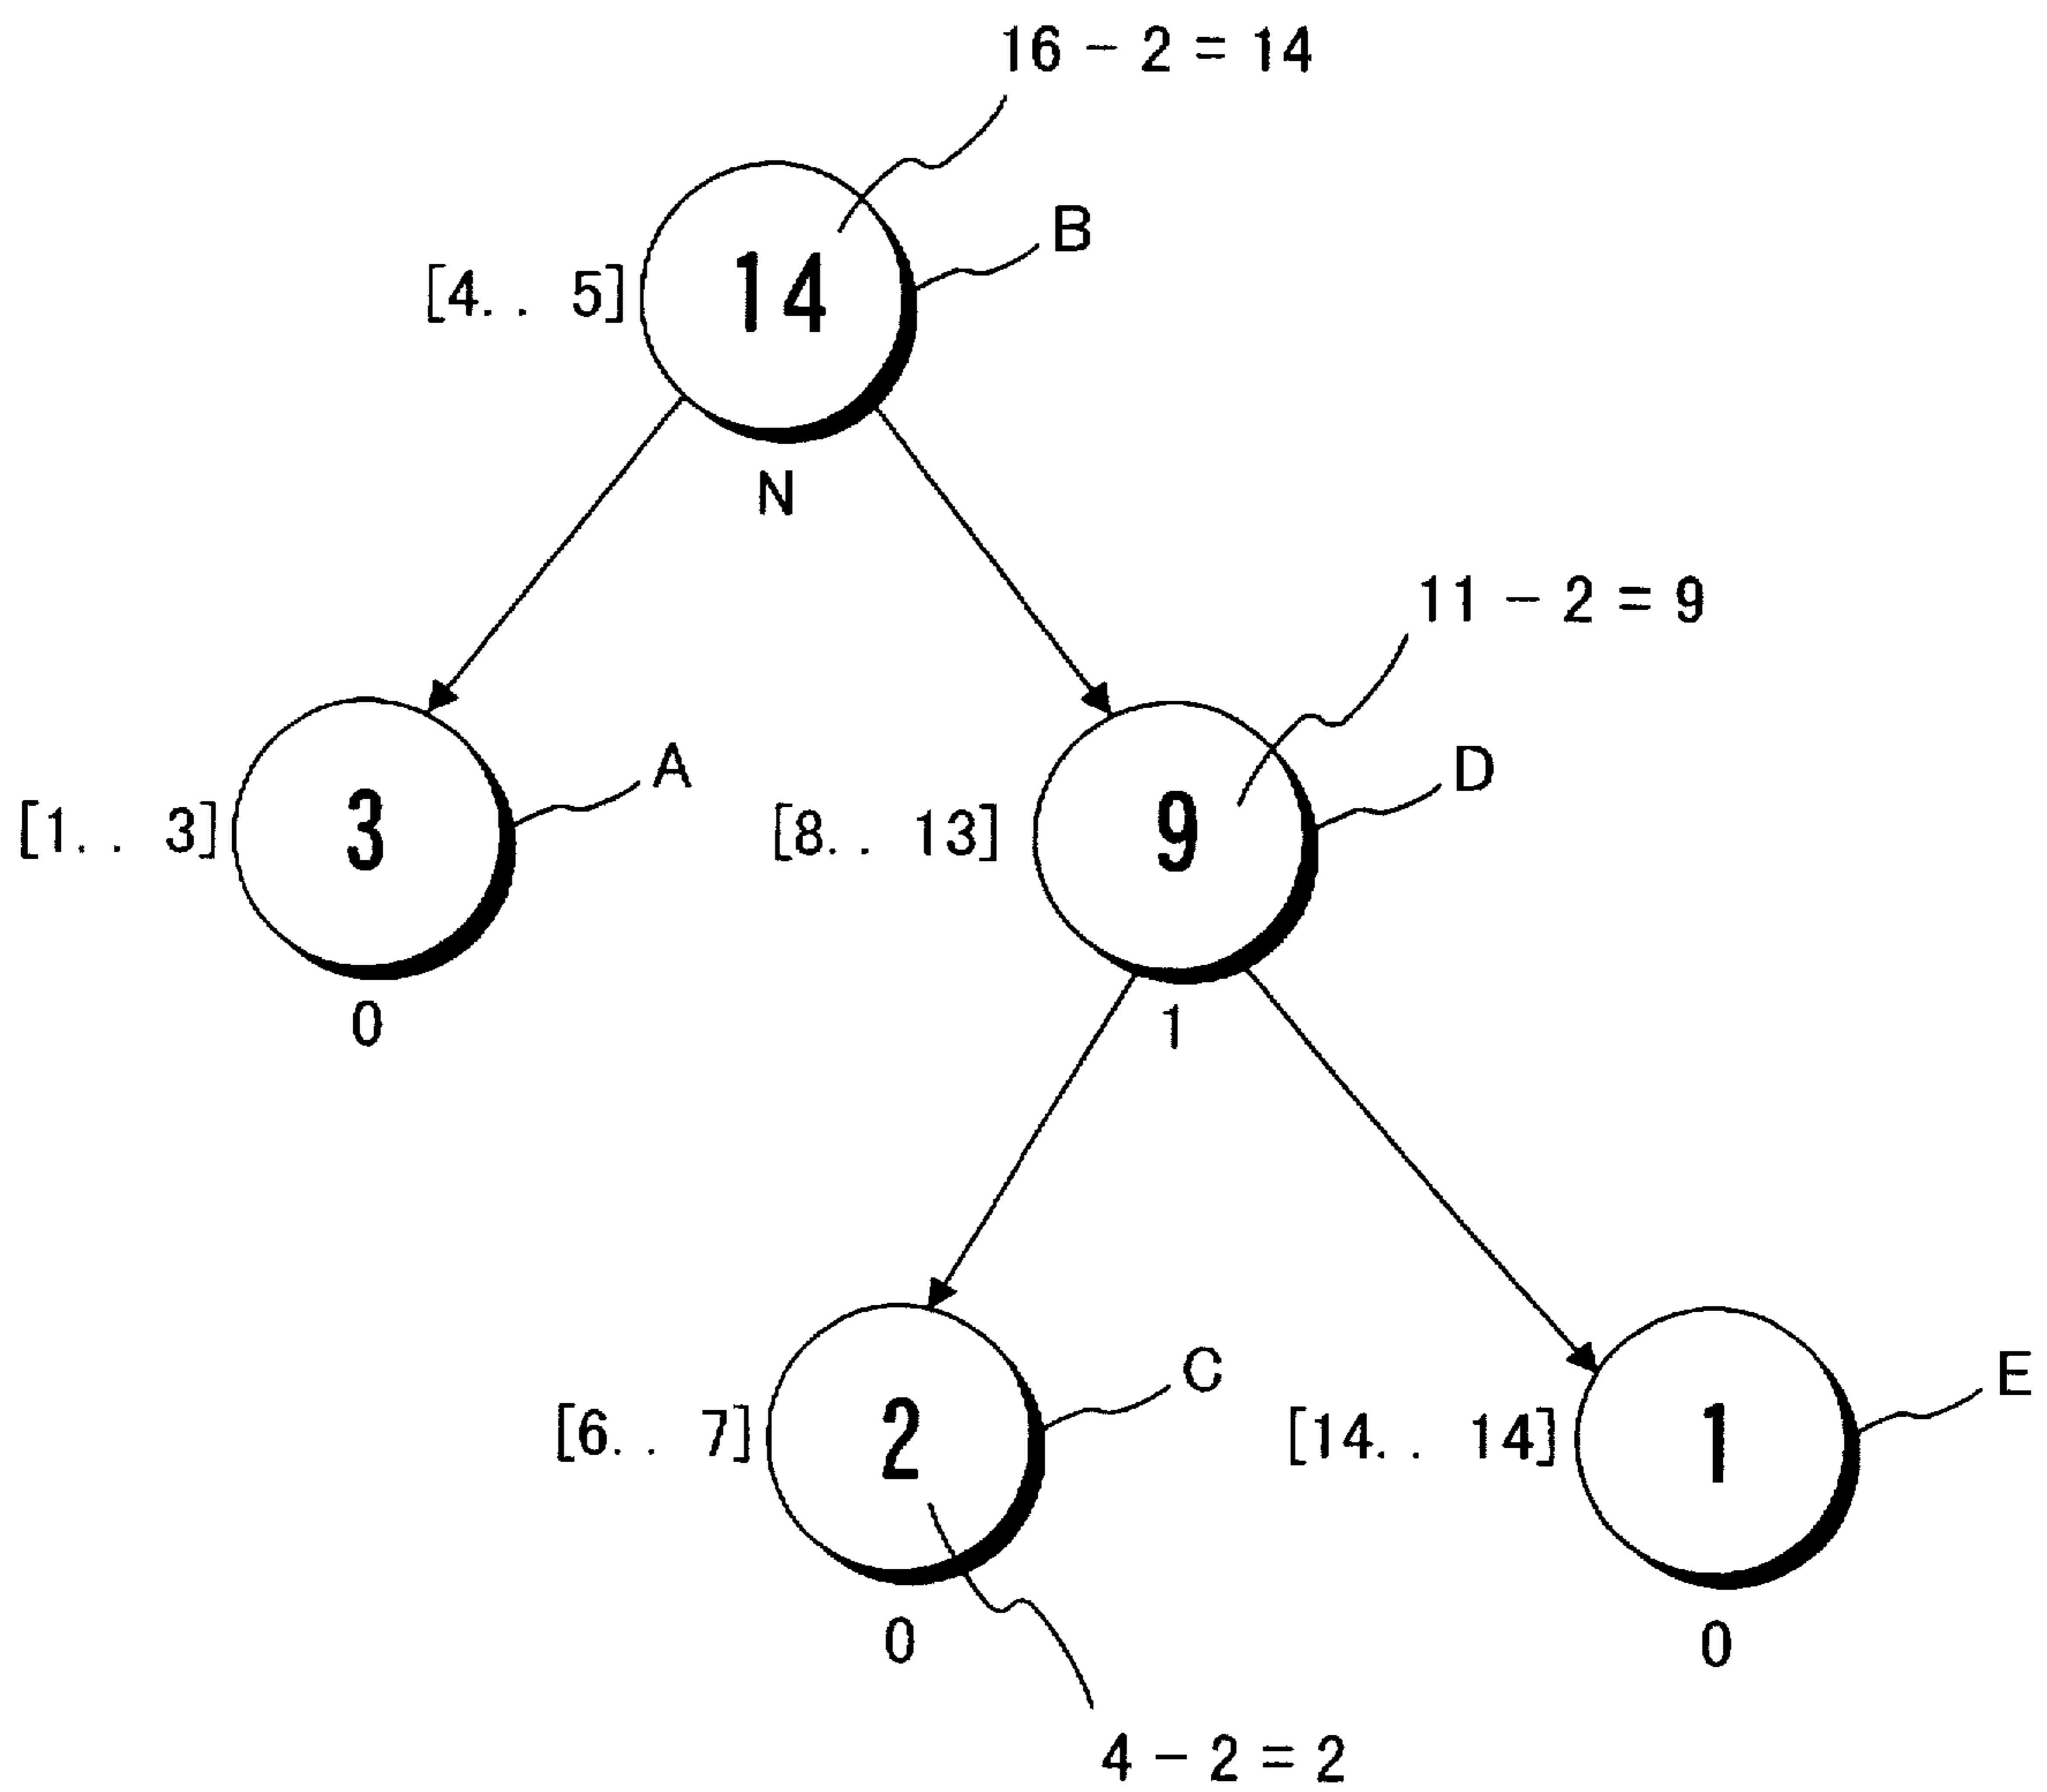 16 - 2 = 14
B
[4. . 5]
14
N
11 - 2 = 9
A
D
[1. . 3]
3
[8. . 13]
9
0
1
C
E
[6. . 7]
2
[14. . 14]
1
0
0
4 - 2 = 2